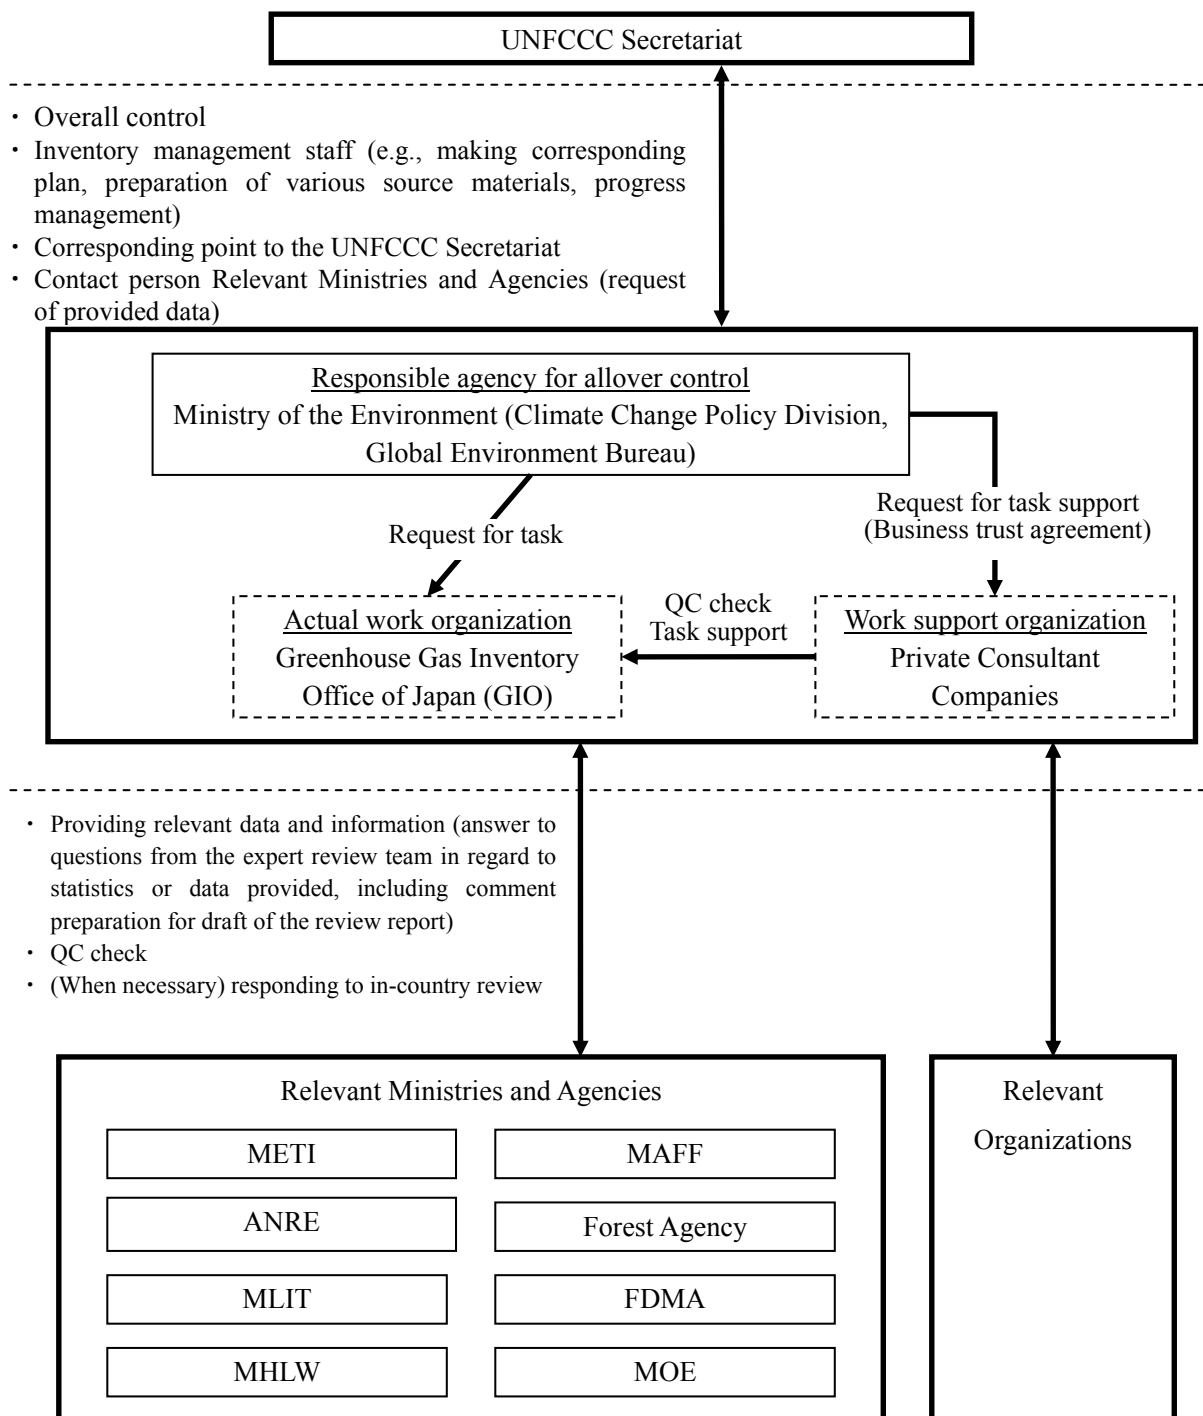 UNFCCC Secretariat
・ Overall control
・ Inventory management staff (e.g., making corresponding
plan, preparation of various source materials, progress
management)
・ Corresponding point to the UNFCCC Secretariat
・ Contact person Relevant Ministries and Agencies (request
of provided data)
Responsible agency for allover control
Ministry of the Environment (Climate Change Policy Division,
Global Environment Bureau)
Request for task
Request for task support
(Business trust agreement)
Actual work organization
Greenhouse Gas Inventory
Office of Japan (GIO)
QC check
Task support
Work support organization
Private Consultant
Companies
・ Providing relevant data and information (answer to
questions from the expert review team in regard to
statistics or data provided, including comment
preparation for draft of the review report)
・ QC check
・ (When necessary) responding to in-country review
Relevant Ministries and Agencies
METI
MAFF
ANRE
Forest Agency
MLIT
FDMA
MHLW
MOE
Relevant
Organizations